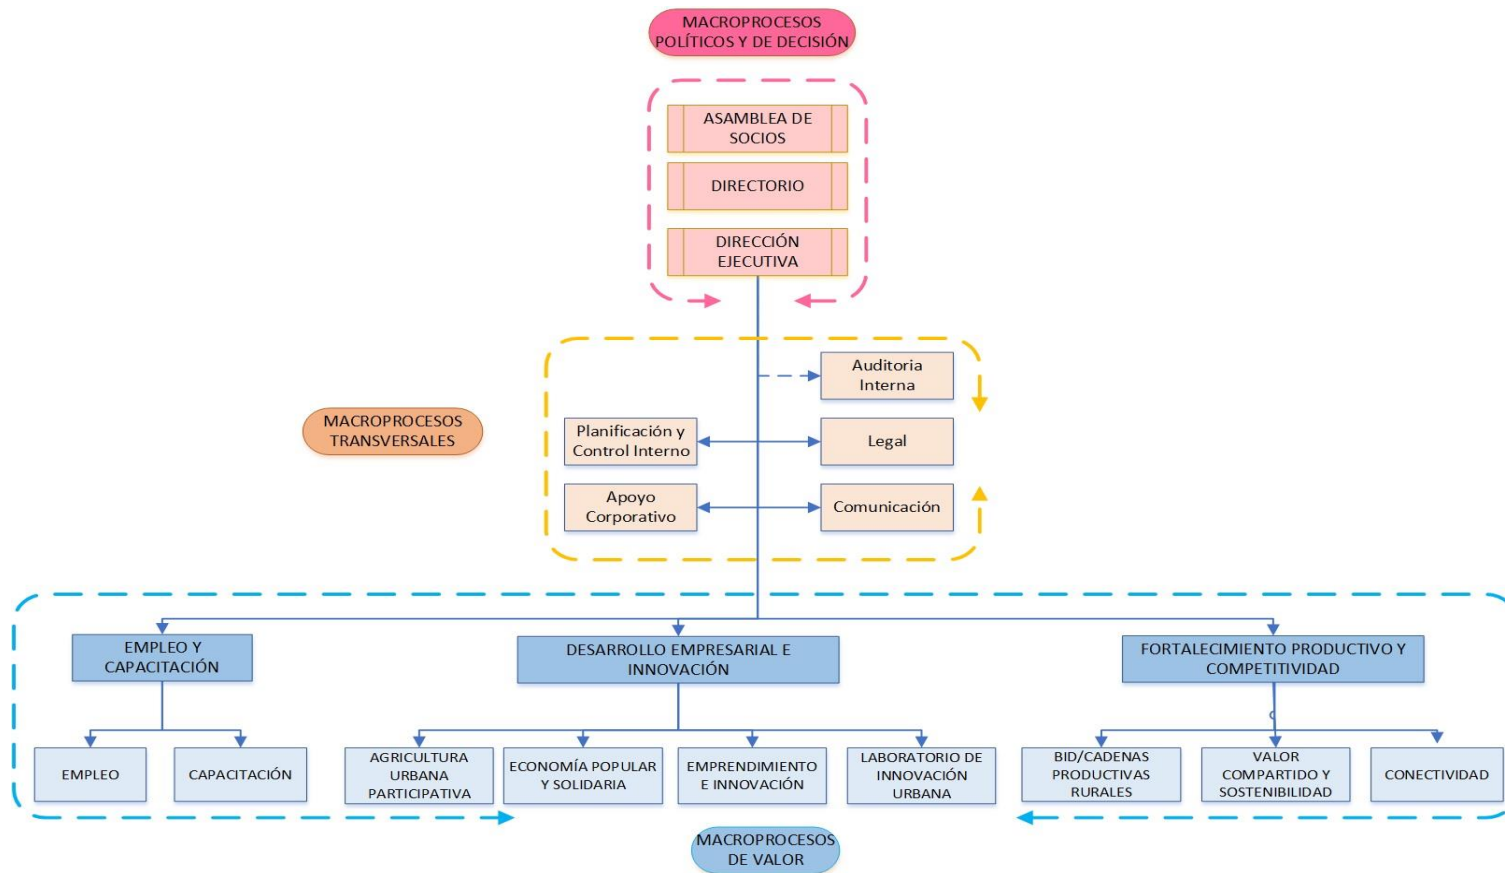 MACROPROCESOS
POLÍTICOS Y DE DECISIÓN
ASAMBLEA DE
SOCIOS
DIRECTORIO
DIRECCIÓN
EJECUTIVA
Auditoria
Interna
MACROPROCESOS
TRANSVERSALES
Planificación y
Control Interno
Legal
Apoyo
Corporativo
Comunicación
EMPLEO Y
CAPACITACIÓN
DESARROLLO EMPRESARIAL E
INNOVACIÓN
FORTALECIMIENTO PRODUCTIVO Y
COMPETITIVIDAD
EMPLEO
CAPACITACIÓN
AGRICULTURA
URBANA
PARTICIPATIVA
ECONOMÍA POPULAR
Y SOLIDARIA
EMPRENDIMIENTO
E INNOVACIÓN
LABORATORIO DE
INNOVACIÓN
URBANA
BID/CADENAS
PRODUCTIVAS
RURALES
VALOR
COMPARTIDO Y
SOSTENIBILIDAD
CONECTIVIDAD
MACROPROCESOS
DE VALOR